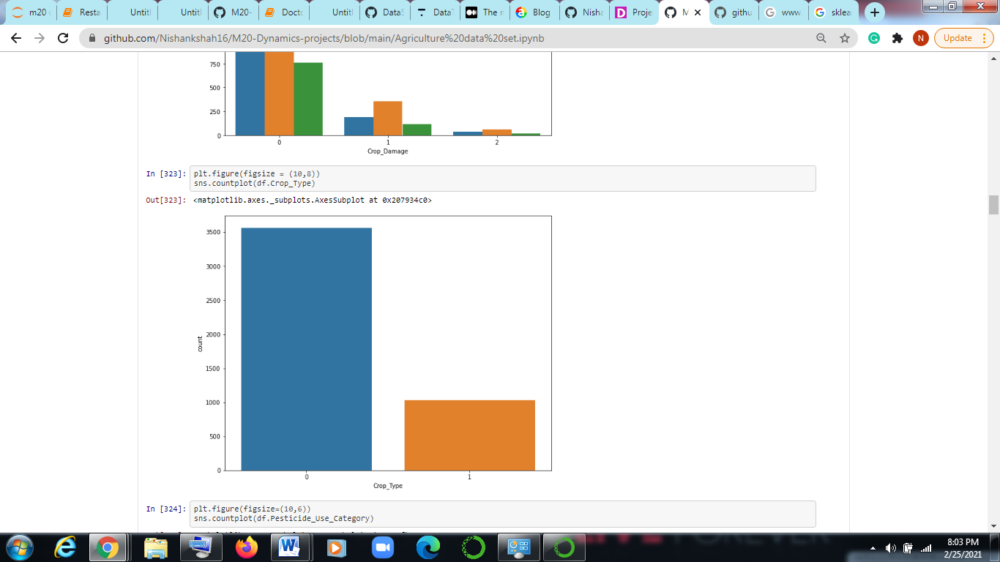 m20 Resta Untitl Untitl M20- Docto Untitl DataS DataT The n Blog Nisha Proje M githu www. sklea
github.com/Nishankshah16/M20-Dynamics-projects/blob/main/Agriculture%20data%20set.ipynb
N
Update
750
500
250
0
0 1 2
Crop_Damage
In [323]: plt.figure(figsize = (10,8))
sns.countplot(df.Crop_Type)
Out[323]: <matplotlib.axes._subplots.AxesSubplot at 0x207934c0>
3500
3000
2500
2000
count
1500
1000
500
0
0 1
Crop_Type
In [324]: plt.figure(figsize=(10,6))
sns.countplot(df.Pesticide_Use_Category)
8:03 PM
2/25/2021